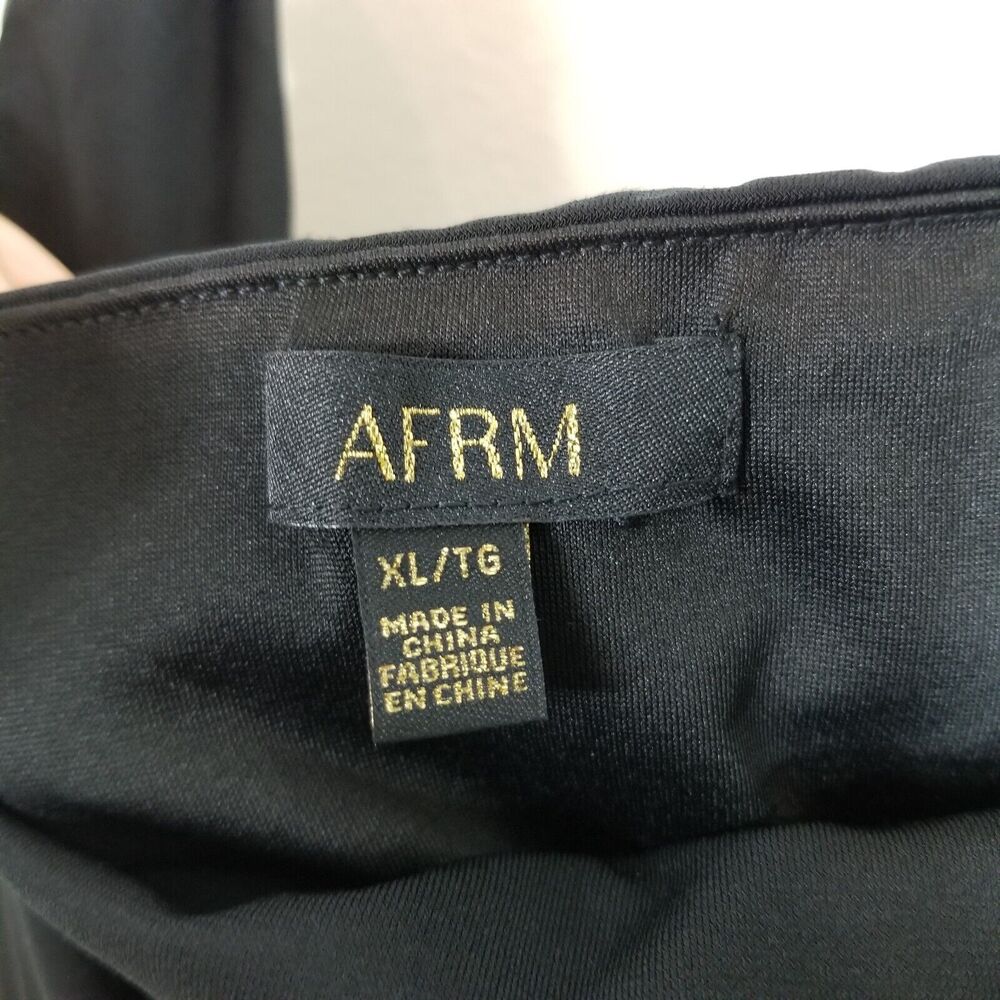 AFRM
XL/TG
MADE IN
CHINA
FABRIQUE
EN CHINE